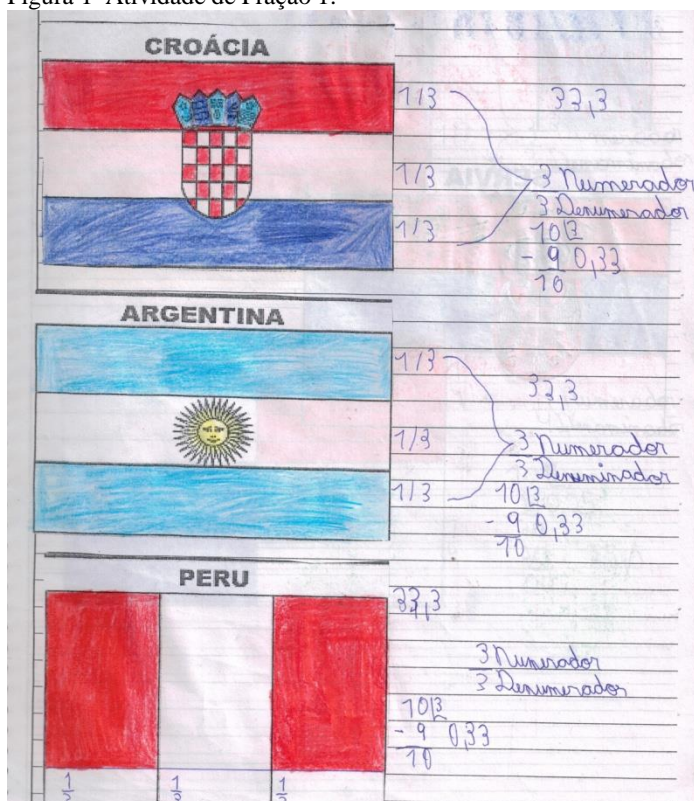 Figura 1- Atividade de Fração 1.
CROÁCIA
1/3
33,3
1/3
3 Numerador
3 Denumerador
1/3
10|3
- 9 0,33
10
ARGENTINA
1/3
33,3
1/3
3 Numerador
3 Denuminador
1/3
10|3
- 9 0,33
10
PERU
33,3
3 Numerador
3 Denumerador
10|3
- 9 0,33
10
1
1
1